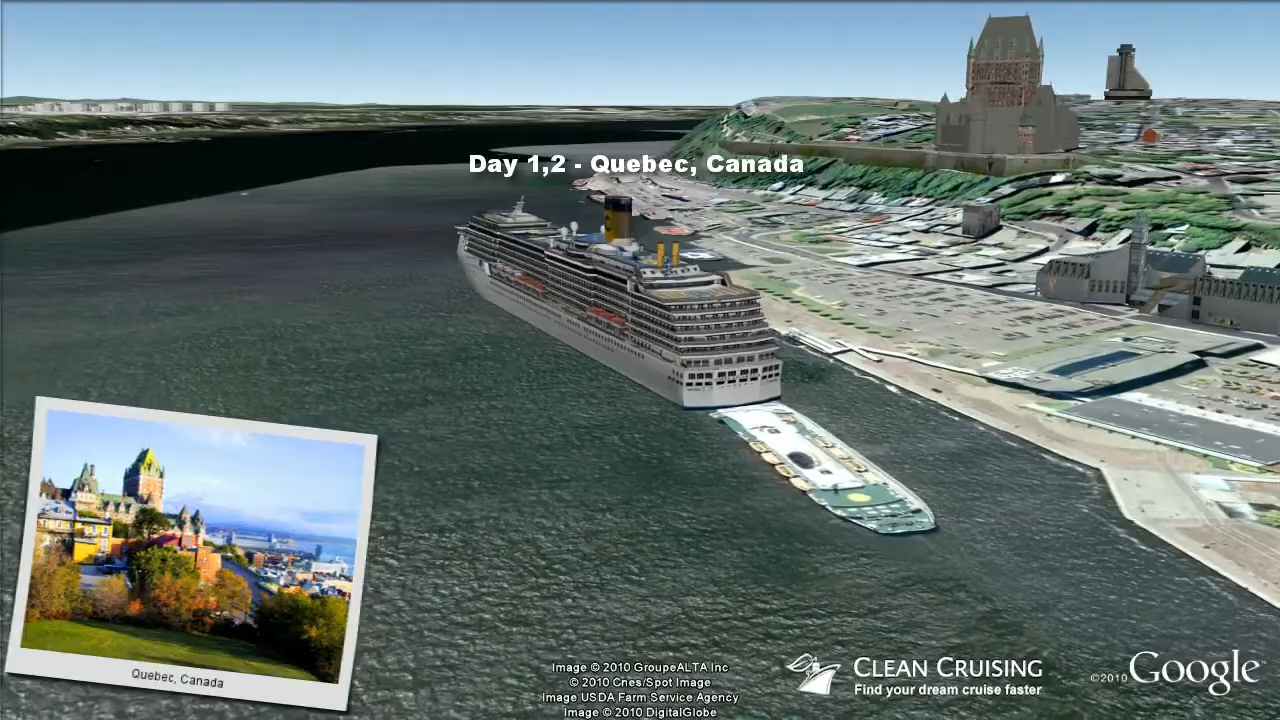 Day 1,2 - Quebec, Canada
Quebec, Canada
Image © 2010 GroupeALTA Inc
© 2010 Cnes/Spot Image
Image USDA Farm Service Agency
Image © 2010 DigitalGlobe
CLEAN CRUISING
Find your dream cruise faster
©2010 Google™